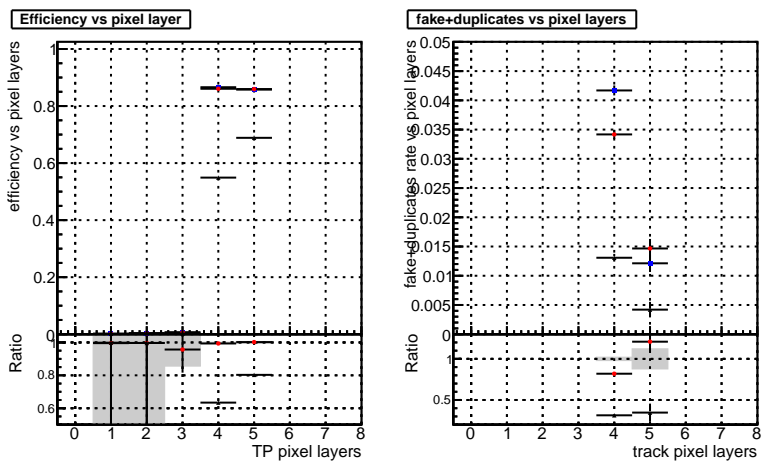 Efficiency vs pixel layer
efficiency vs pixel layers
1
0.8
0.6
0.4
0.2
0
Ratio
1
0.8
0.6
0 1 2 3 4 5 6 7 8
TP pixel layers
fake+duplicates vs pixel layers
fake+duplicates rate vs pixel layers
0.05
0.045
0.04
0.035
0.03
0.025
0.02
0.015
0.01
0.005
0
Ratio
1
0.5
0 1 2 3 4 5 6 7 8
track pixel layers